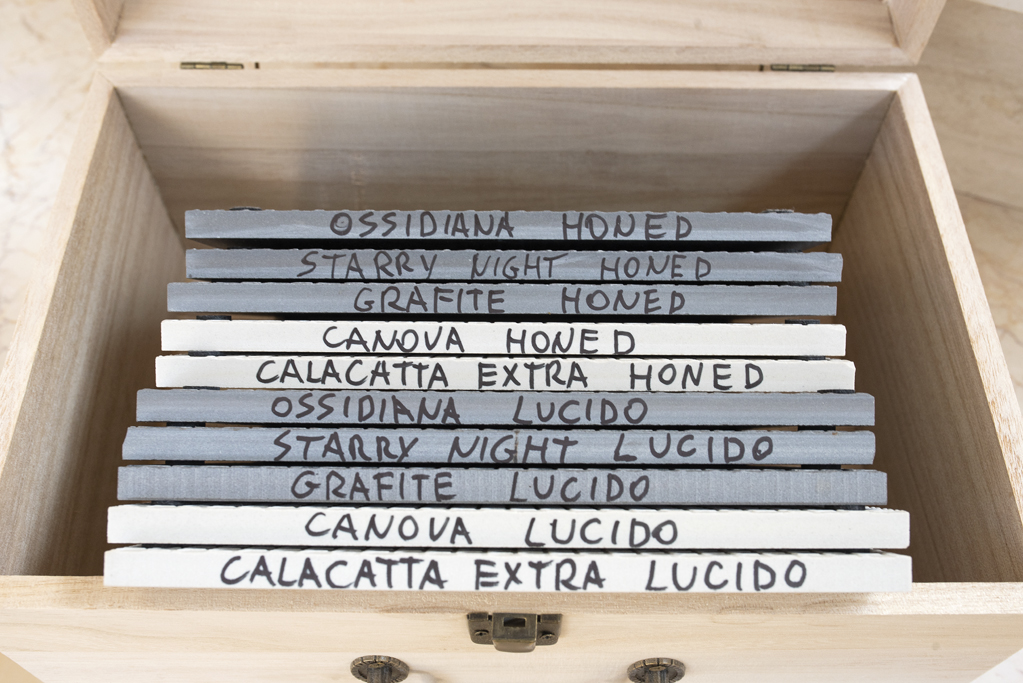 OSSIDIANA HONED
STARRY NIGHT HONED
GRAFITE HONED
CANOVA HONED
CALACATTA EXTRA HONED
OSSIDIANA LUCIDO
STARRY NIGHT LUCIDO
GRAFITE LUCIDO
CANOVA LUCIDO
CALACATTA EXTRA LUCIDO